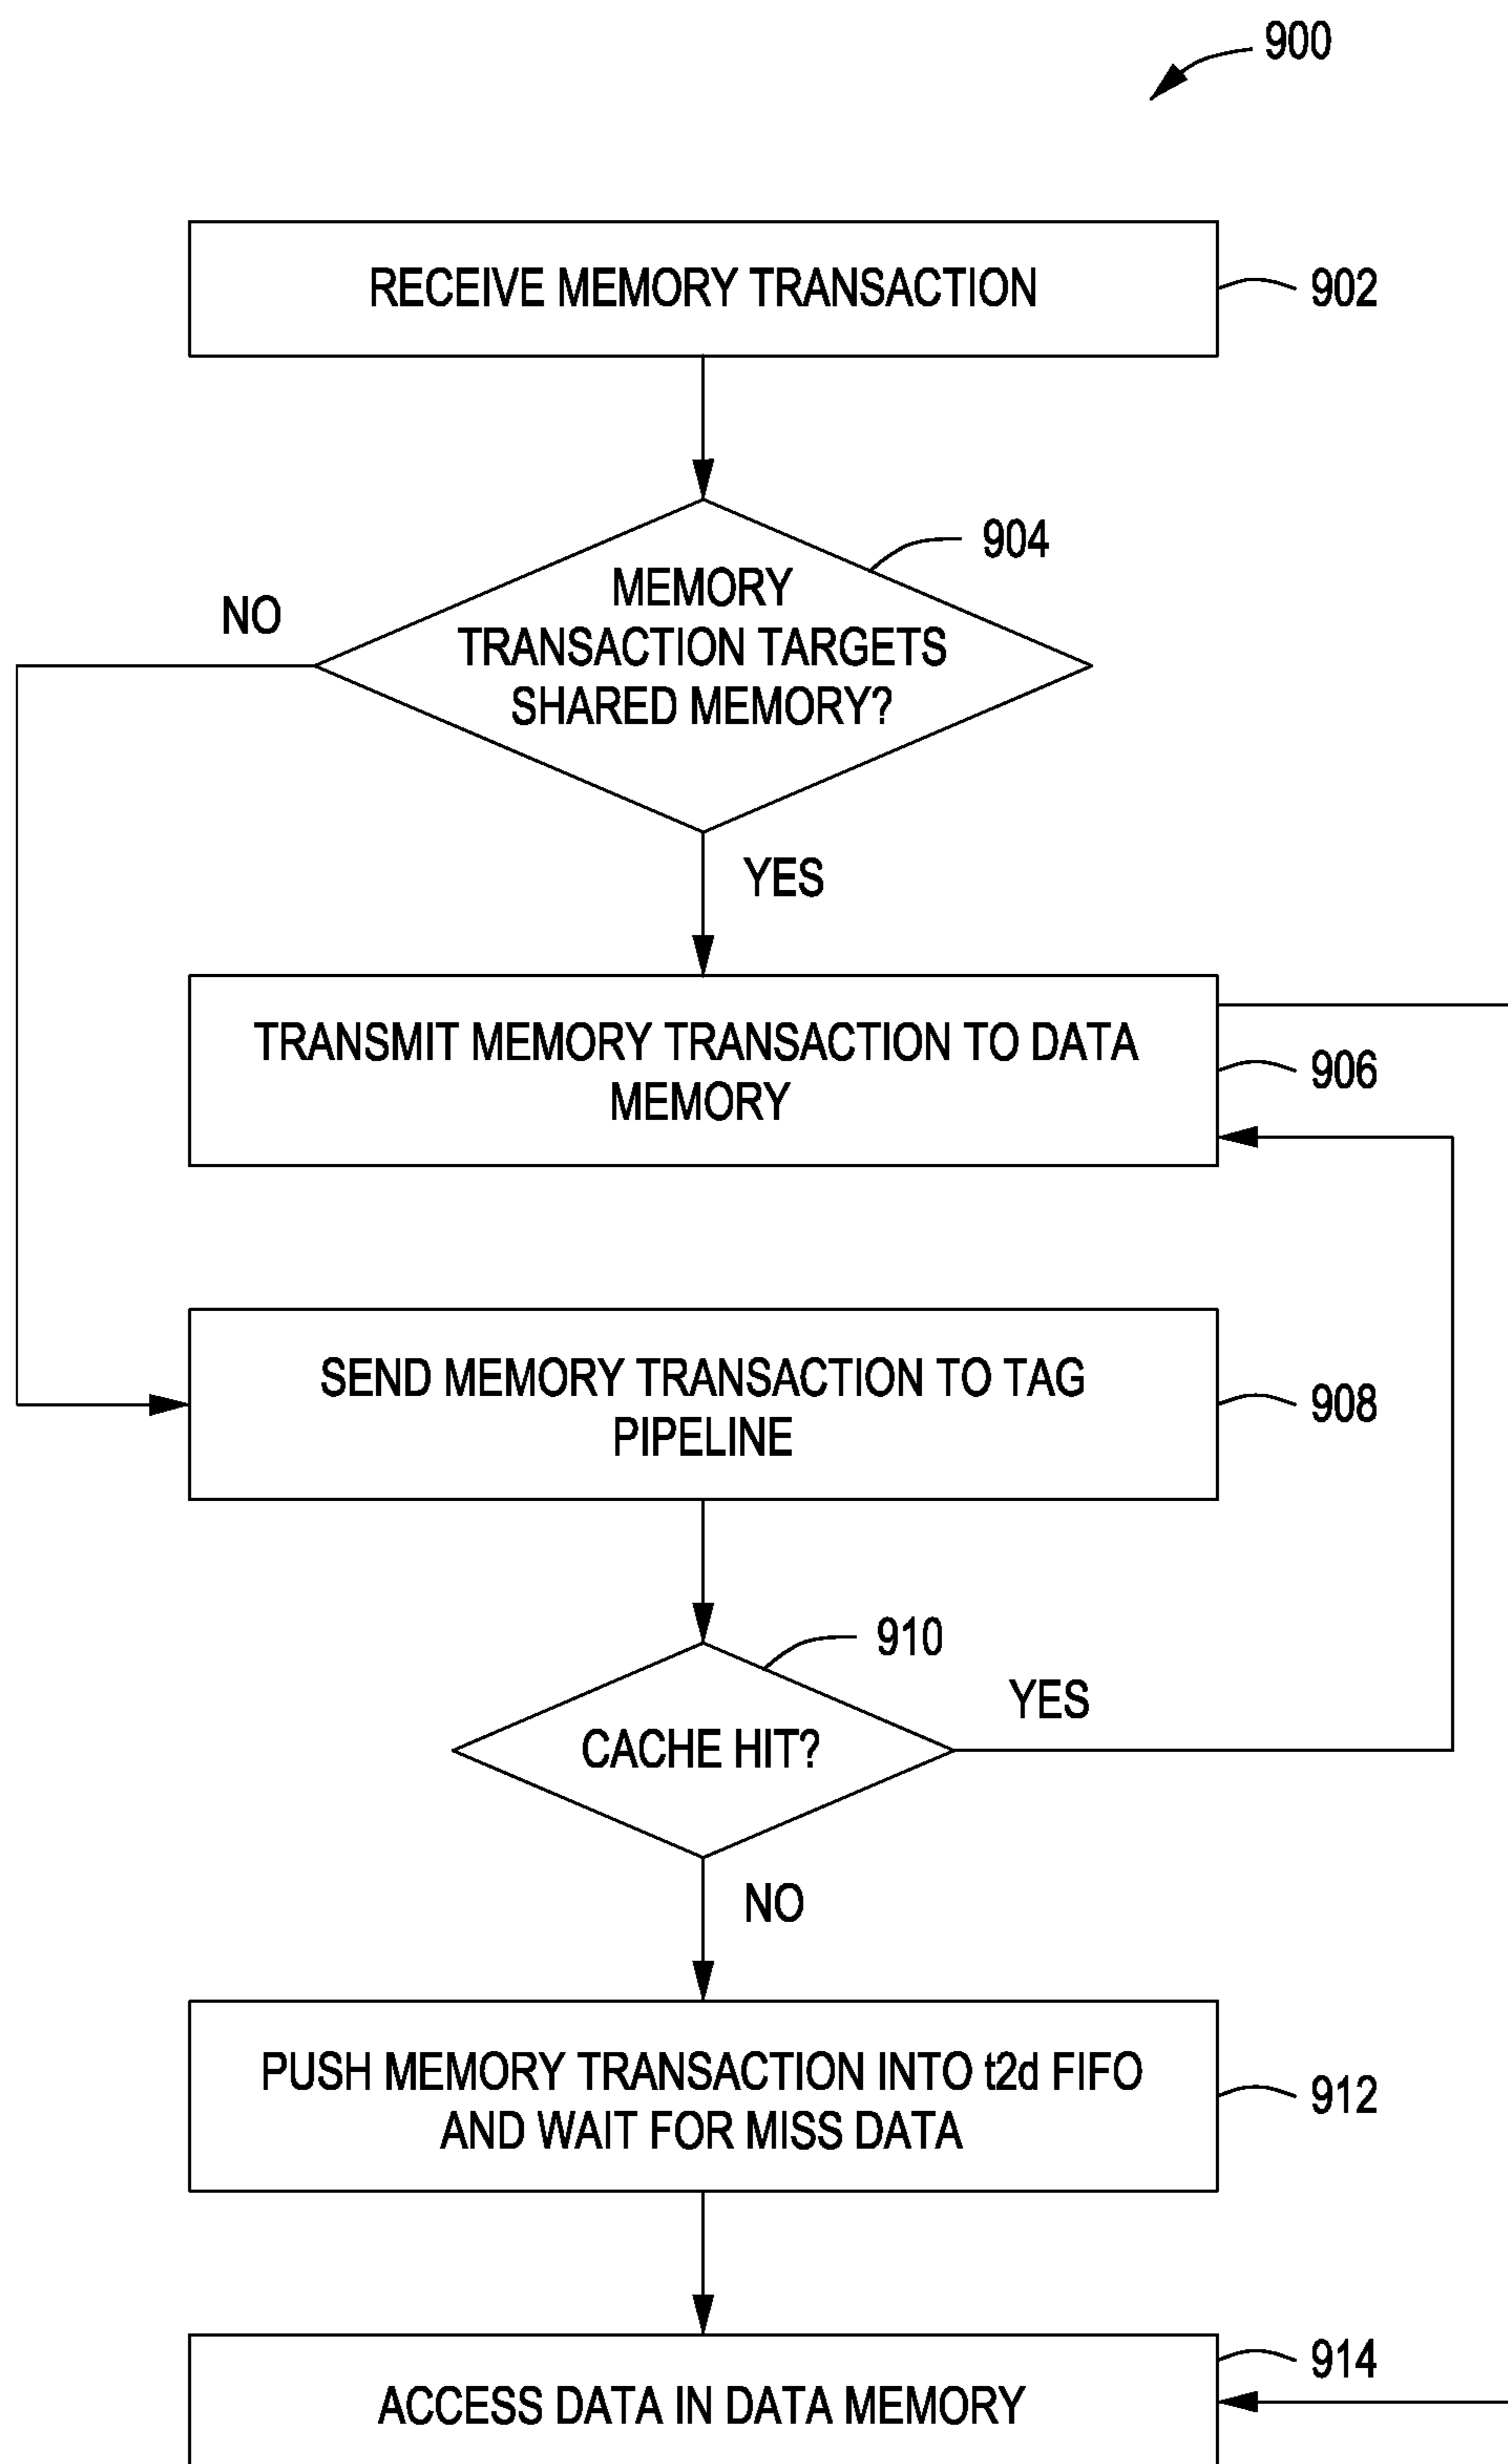 900
RECEIVE MEMORY TRANSACTION
902
904
MEMORY
TRANSACTION TARGETS
SHARED MEMORY?
NO
YES
TRANSMIT MEMORY TRANSACTION TO DATA
MEMORY
906
SEND MEMORY TRANSACTION TO TAG
PIPELINE
908
910
CACHE HIT?
YES
NO
PUSH MEMORY TRANSACTION INTO t2d FIFO
AND WAIT FOR MISS DATA
912
914
ACCESS DATA IN DATA MEMORY